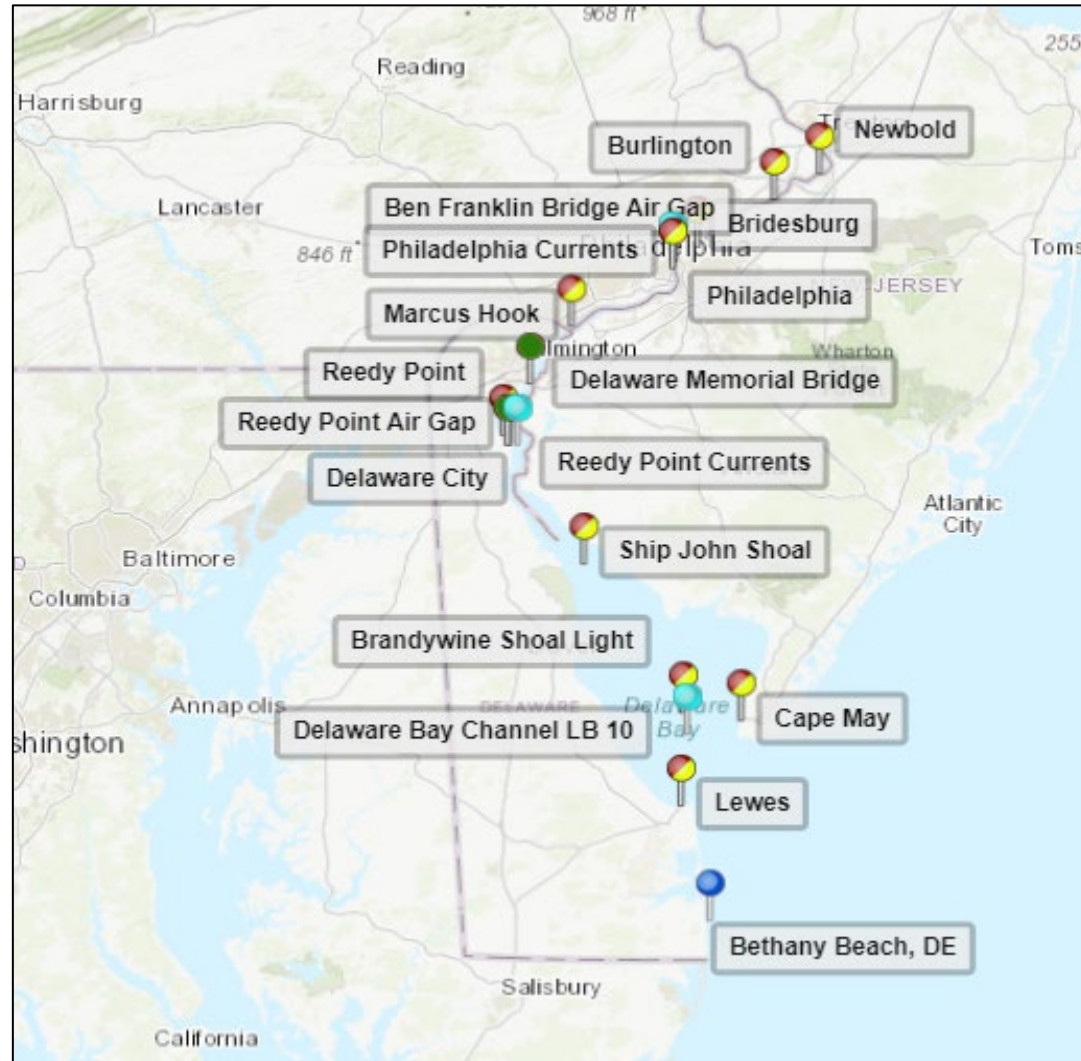 968 ft
255
Reading
Harrisburg
Newbold
Burlington
Lancaster
Ben Franklin Bridge Air Gap
Bridesburg
846 ft
Philadelphia Currents
Toms
Philadelphia
JERSEY
Marcus Hook
lmington
Wharton
Reedy Point
Delaware Memorial Bridge
Reedy Point Air Gap
Reedy Point Currents
Delaware City
Atlantic
City
Ship John Shoal
Baltimore
Columbia
Brandywine Shoal Light
Annapolis
DELAWARE
Delaware
Bay
Cape May
shington
Delaware Bay Channel LB 10
Lewes
Bethany Beach, DE
Salisbury
California